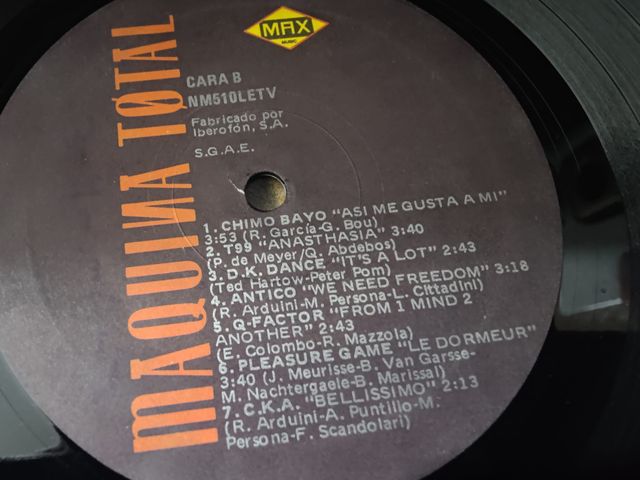 MAX
MUSIC
MAQUINA TØTAL
CARA B
NM510LETV
Fabricado por
Iberofón, S.A.
S.G.A.E.
1. CHIMO BAYO "ASI ME GUSTA A MI"
3:53 (R. García-G. Bou)
2. T99 "ANASTHASIA" 3:40
(P. de Meyer/Q. Abdebos)
3. D.K. DANCE "IT'S A LOT" 2:43
(Ted Hartow-Peter Pom)
4. ANTICO "WE NEED FREEDOM" 3:18
(R. Arduini-M. Persona-L. Cittadini)
5. Q-FACTOR "FROM 1 MIND 2
ANOTHER" 2:43
(E. Colombo-R. Mazzola)
6. PLEASURE GAME "LE DORMEUR"
3:40 (J. Meurisse-B. Van Garsse-
M. Nachtergaele-B. Marissal)
7. C.K.A. "BELLISSIMO" 2:13
(R. Arduini-A. Puntillo-M.
Persona-F. Scandolari)